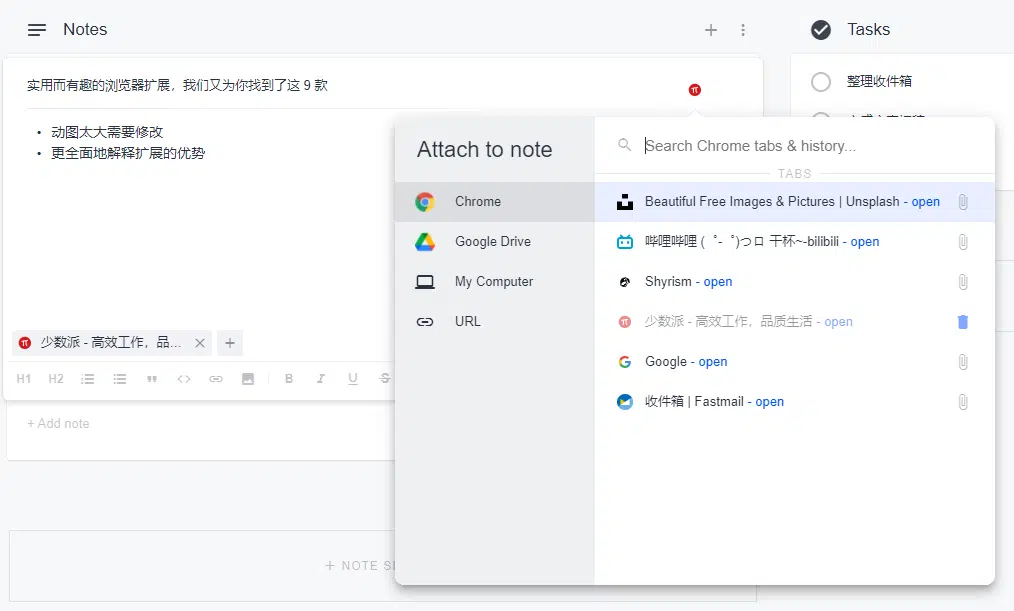 Notes
Tasks
实用而有趣的浏览器扩展，我们又为你找到了这 9 款
• 动图太大需要修改
• 更全面地解释扩展的优势
整理收件箱
Attach to note
Chrome
Google Drive
My Computer
URL
Search Chrome tabs & history...
TABS
Beautiful Free Images & Pictures | Unsplash - open
哔哩哔哩 ( ゜- ゜)つロ 干杯~-bilibili - open
Shyrism - open
少数派 - 高效工作，品质生活 - open
Google - open
收件箱 | Fastmail - open
少数派 - 高效工作，品...
H1 H2 B I U S
+ Add note
+ NOTE